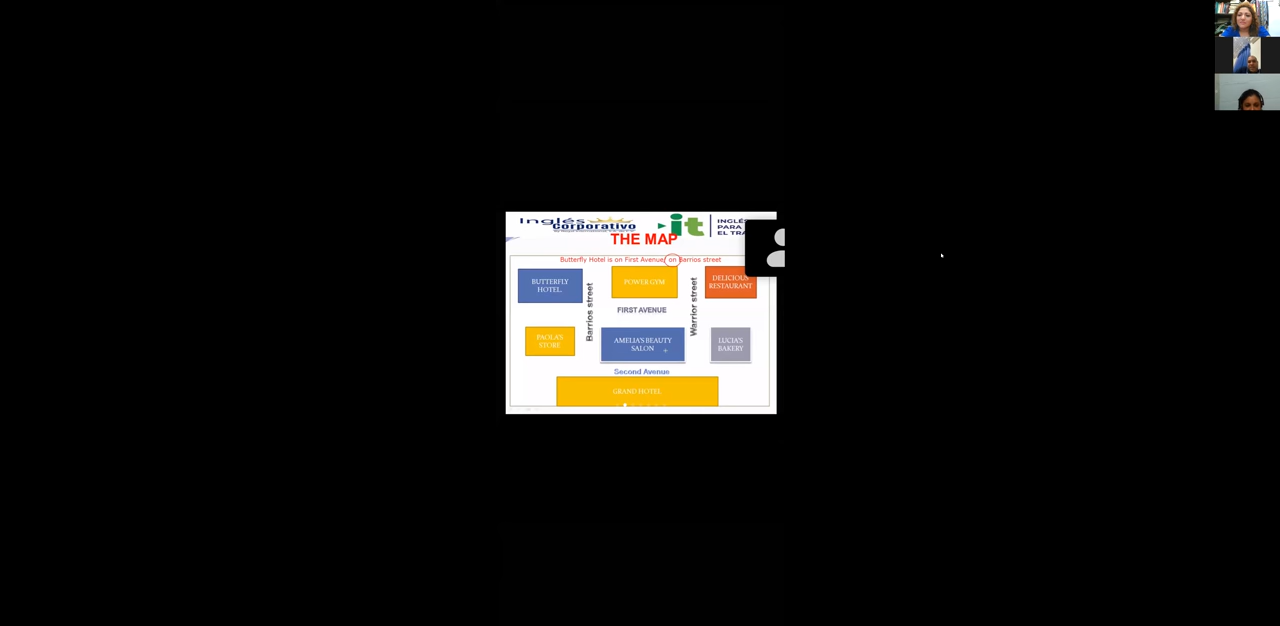 Inglés
Corporativo
it
INGLÉS
PARA
EL TRA
THE MAP
Butterfly Hotel is on First Avenue, on Barrios street
BUTTERFLY
HOTEL
POWER GYM
DELICIOUS
RESTAURANT
Barrios street
Warrior street
FIRST AVENUE
PAOLA'S
STORE
AMELIA'S BEAUTY
SALON
LUCIA'S
BAKERY
Second Avenue
GRAND HOTEL